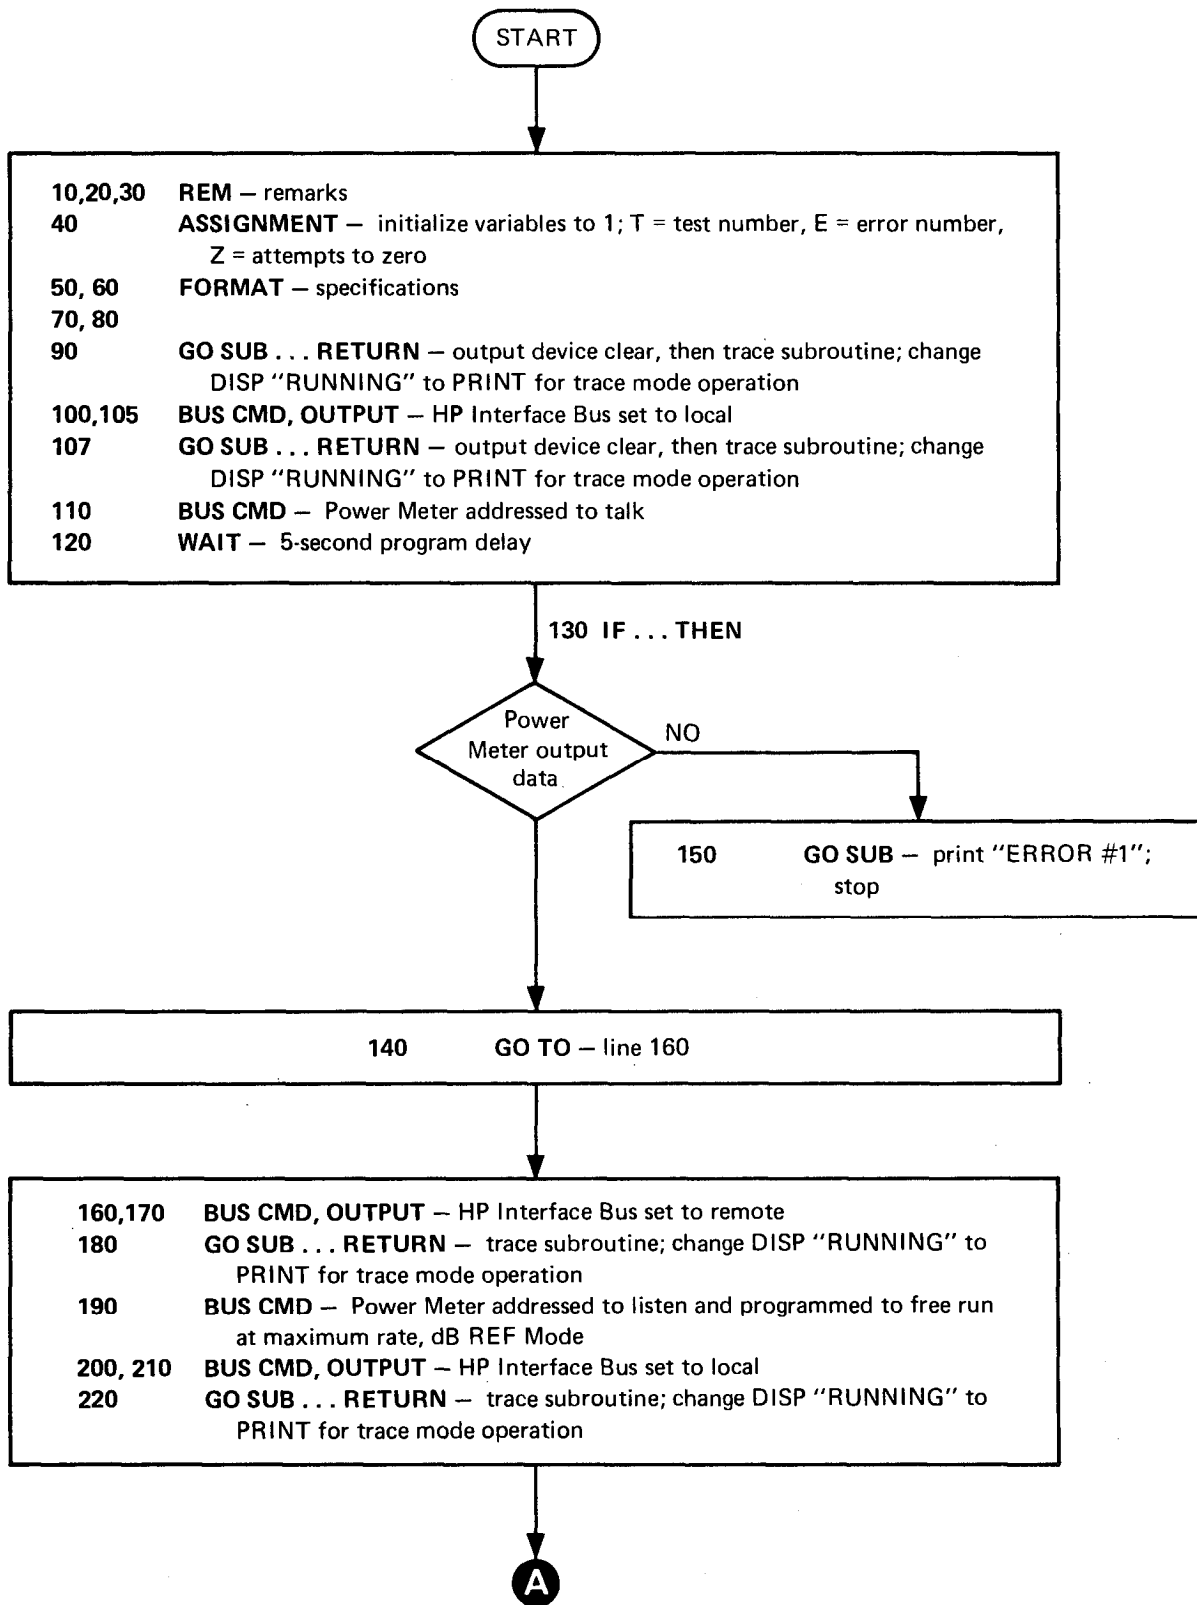 START
10,20,30 REM — remarks
40 ASSIGNMENT — initialize variables to 1; T = test number, E = error number,
Z = attempts to zero
50, 60 FORMAT — specifications
70, 80
90 GO SUB . . . RETURN — output device clear, then trace subroutine; change
DISP "RUNNING" to PRINT for trace mode operation
100,105 BUS CMD, OUTPUT — HP Interface Bus set to local
107 GO SUB . . . RETURN — output device clear, then trace subroutine; change
DISP "RUNNING" to PRINT for trace mode operation
110 BUS CMD — Power Meter addressed to talk
120 WAIT — 5-second program delay
130 IF . . . THEN
Power
Meter output
data
NO
150 GO SUB — print "ERROR #1";
stop
140 GO TO — line 160
160,170 BUS CMD, OUTPUT — HP Interface Bus set to remote
180 GO SUB . . . RETURN — trace subroutine; change DISP "RUNNING" to
PRINT for trace mode operation
190 BUS CMD — Power Meter addressed to listen and programmed to free run
at maximum rate, dB REF Mode
200, 210 BUS CMD, OUTPUT — HP Interface Bus set to local
220 GO SUB . . . RETURN — trace subroutine; change DISP "RUNNING" to
PRINT for trace mode operation
A